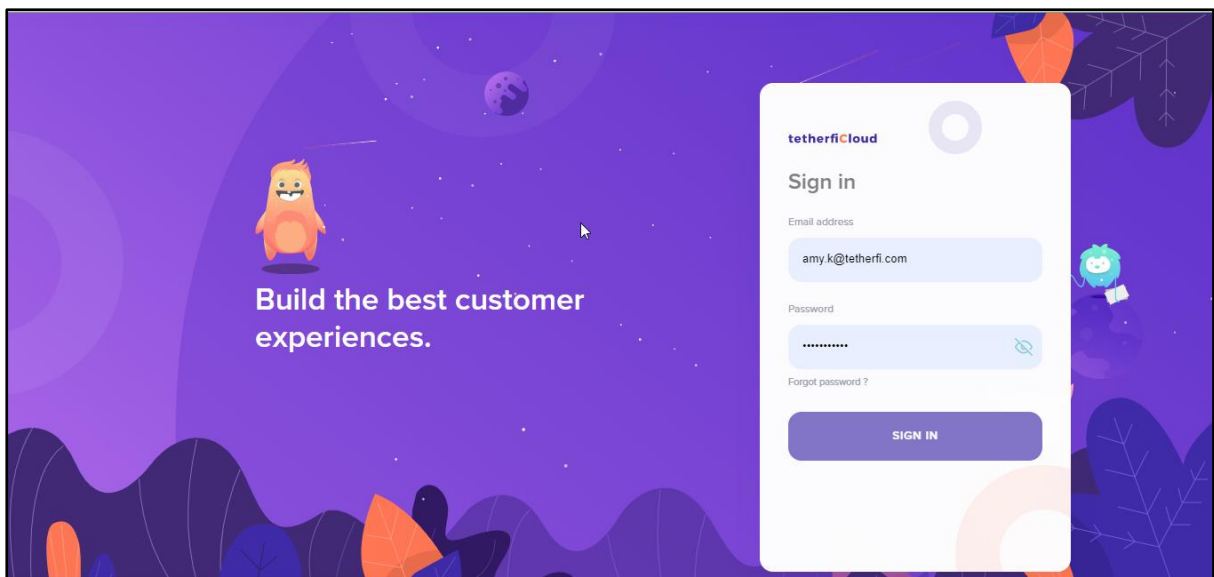 Build the best customer
experiences.
tetherfiCloud
Sign in
Email address
amy.k@tetherfi.com
Password
•••••••••••
Forgot password ?
SIGN IN